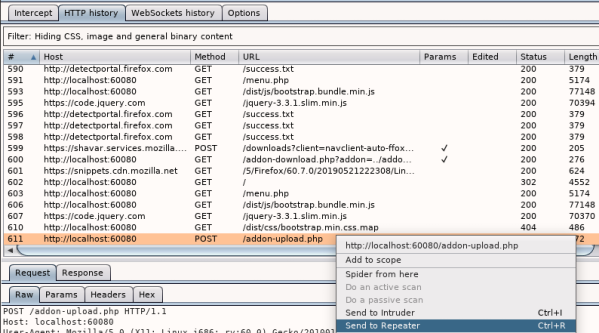 Intercept HTTP history WebSockets history Options
Filter: Hiding CSS, image and general binary content
# ▲ Host Method URL Params Edited Status Length
590 http://detectportal.firefox.com GET /success.txt 200 379
591 http://localhost:60080 GET /menu.php 200 5174
593 http://localhost:60080 GET /dist/js/bootstrap.bundle.min.js 200 77148
595 https://code.jquery.com GET /jquery-3.3.1.slim.min.js 200 70394
596 http://detectportal.firefox.com GET /success.txt 200 379
597 http://detectportal.firefox.com GET /success.txt 200 379
598 http://detectportal.firefox.com GET /success.txt 200 379
599 https://shavar.services.mozilla.... POST /downloads?client=navclient-auto-ffox... ✓ 200 205
600 http://localhost:60080 GET /addon-download.php?addon=../addo... ✓ 200 276
601 https://snippets.cdn.mozilla.net GET /5/Firefox/60.7.0/20190521222308/Lin... 200 731
602 http://localhost:60080 GET / 302 4552
603 http://localhost:60080 GET /menu.php 200 5174
606 http://localhost:60080 GET /dist/js/bootstrap.bundle.min.js 200 77148
607 https://code.jquery.com GET /jquery-3.3.1.slim.min.js 200 70370
610 http://localhost:60080 GET /dist/css/bootstrap.min.css.map 404 486
611 http://localhost:60080 POST /addon-upload.php 72
http://localhost:60080/addon-upload.php
Add to scope
Spider from here
Do an active scan
Do a passive scan
Send to Intruder Ctrl+I
Send to Repeater Ctrl+R
Request Response
Raw Params Headers Hex
POST /addon-upload.php HTTP/1.1
Host: localhost:60080
User-Agent: Mozilla/5.0 (X11; Linux i686; rv:60.0) Gecko/20100101